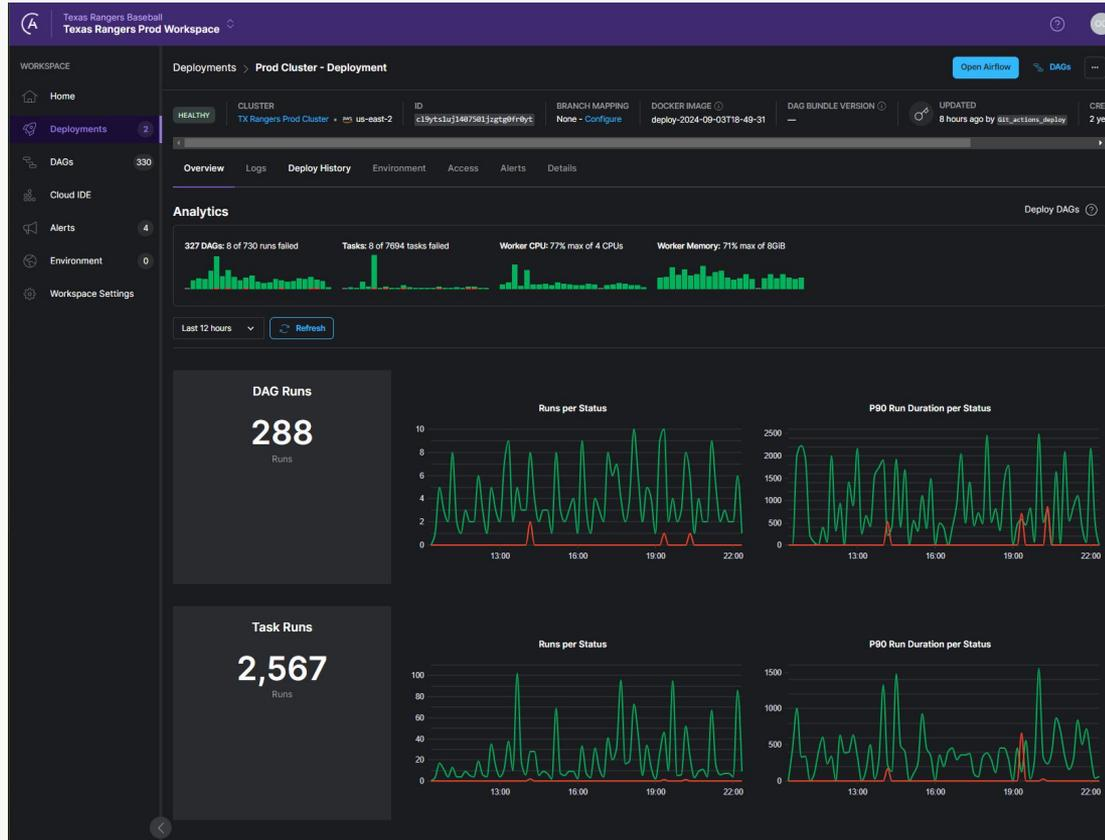 Texas Rangers Baseball
Texas Rangers Prod Workspace
WORKSPACE
Home
Deployments 2
DAGs 330
Cloud IDE
Alerts 4
Environment 0
Workspace Settings
Deployments > Prod Cluster - Deployment
Open Airflow
DAGs
...
HEALTHY
CLUSTER
TX Rangers Prod Cluster • aws us-east-2
ID
cl9yts1uj1407501jzgtg0fr0yt
BRANCH MAPPING
None - Configure
DOCKER IMAGE
deploy-2024-09-03T18-49-31
DAG BUNDLE VERSION
—
UPDATED
8 hours ago by Git_actions_deploy
CRE
2 ye
Overview Logs Deploy History Environment Access Alerts Details
Analytics
Deploy DAGs
327 DAGs: 8 of 730 runs failed
Tasks: 8 of 7694 tasks failed
Worker CPU: 77% max of 4 CPUs
Worker Memory: 71% max of 8GiB
Last 12 hours
Refresh
DAG Runs
288
Runs
Runs per Status
10
8
6
4
2
0
13:00 16:00 19:00 22:00
P90 Run Duration per Status
2500
2000
1500
1000
500
0
13:00 16:00 19:00 22:00
Task Runs
2,567
Runs
Runs per Status
100
80
60
40
20
0
13:00 16:00 19:00 22:00
P90 Run Duration per Status
1500
1000
500
0
13:00 16:00 19:00 22:00